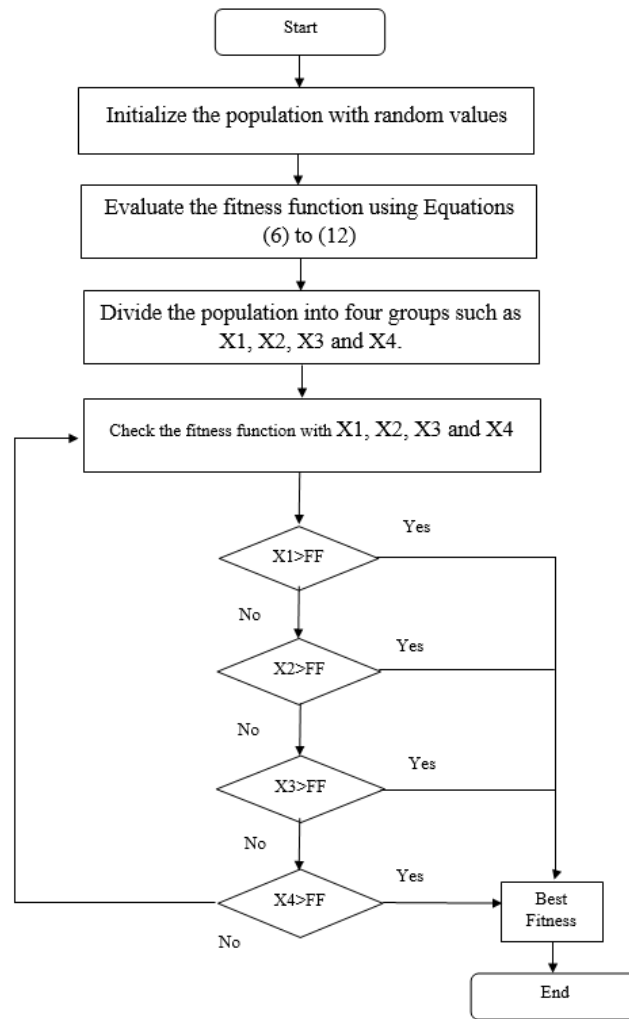 Start
Initialize the population with random values
Evaluate the fitness function using Equations
(6) to (12)
Divide the population into four groups such as
X1, X2, X3 and X4.
Check the fitness function with X1, X2, X3 and X4
Yes
X1>FF
No
Yes
X2>FF
No
Yes
X3>FF
No
Yes
X4>FF
Best
Fitness
No
End